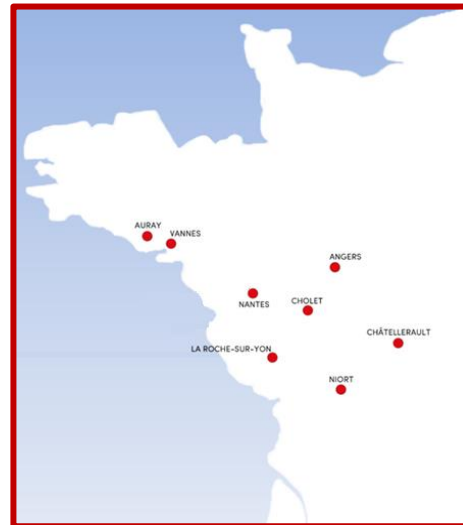 AURAY
VANNES
ANGERS
NANTES
CHOLET
CHÂTELLERAULT
LA ROCHE-SUR-YON
NIORT